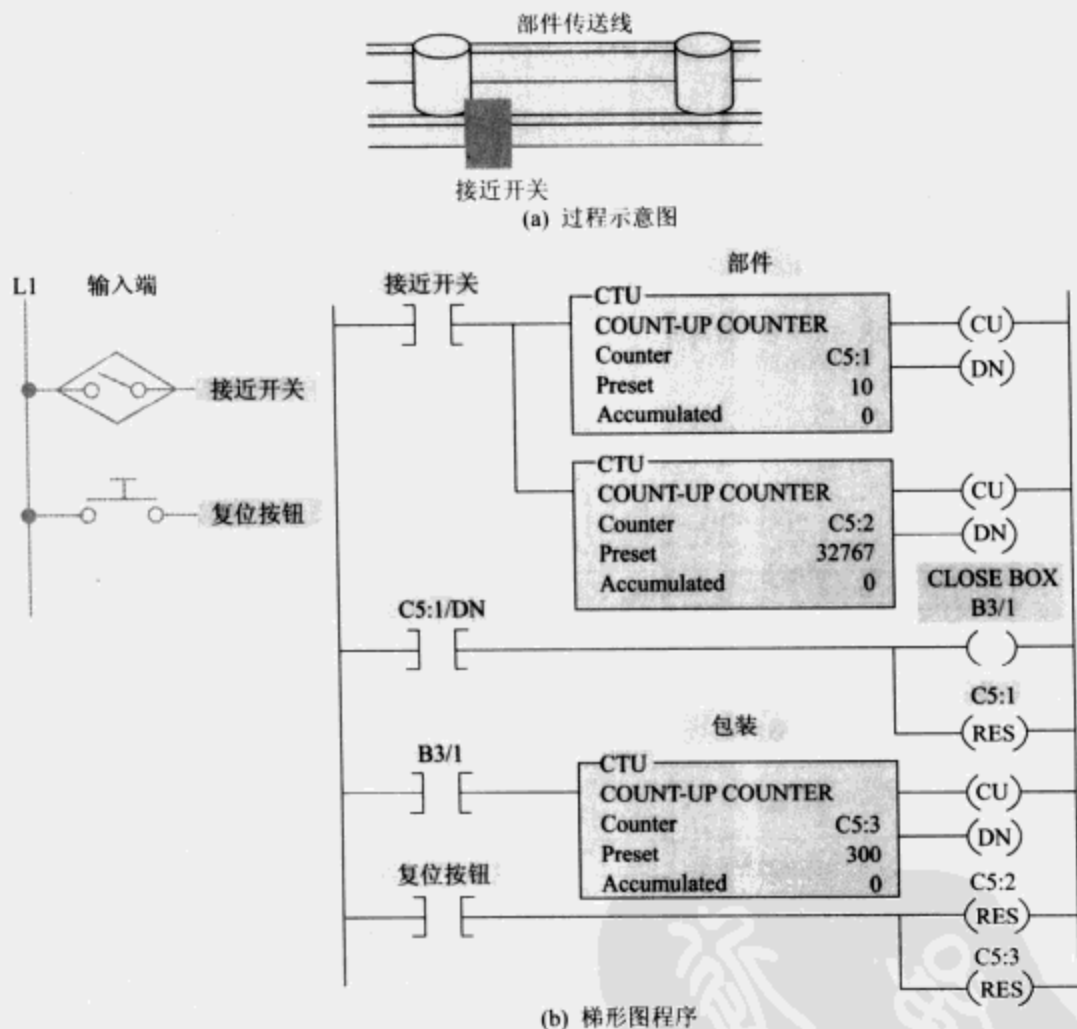 部件传送线
接近开关
(a) 过程示意图
L1
输入端
接近开关
复位按钮
接近开关
部件
CTU
COUNT-UP COUNTER
Counter C5:1
Preset 10
Accumulated 0
CU
DN
CTU
COUNT-UP COUNTER
Counter C5:2
Preset 32767
Accumulated 0
CU
DN
CLOSE BOX
B3/1
C5:1/DN
C5:1
RES
B3/1
包装
CTU
COUNT-UP COUNTER
Counter C5:3
Preset 300
Accumulated 0
CU
DN
复位按钮
C5:2
RES
C5:3
RES
(b) 梯形图程序